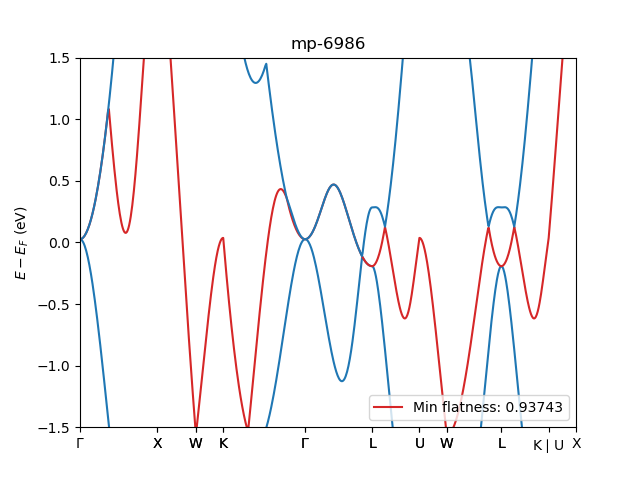 mp-6986
E − E_F (eV)
1.5
1.0
0.5
0.0
−0.5
−1.0
−1.5
Min flatness: 0.93743
Γ X W K Γ L U W L K | U X